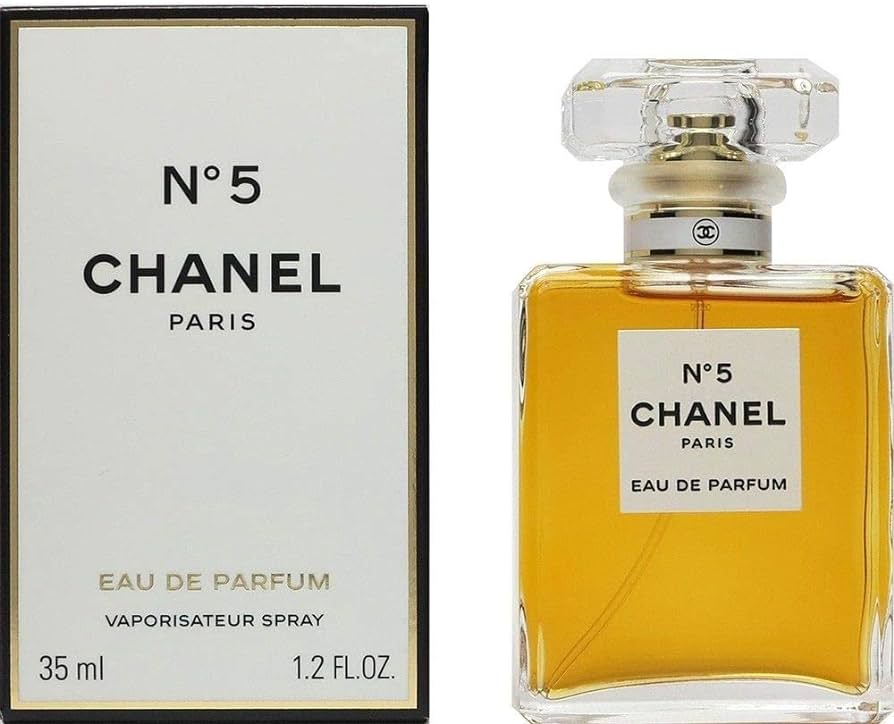 N°5
CHANEL
PARIS
EAU DE PARFUM
VAPORISATEUR SPRAY
35 ml 1.2 FL.OZ.
N°5
CHANEL
PARIS
EAU DE PARFUM